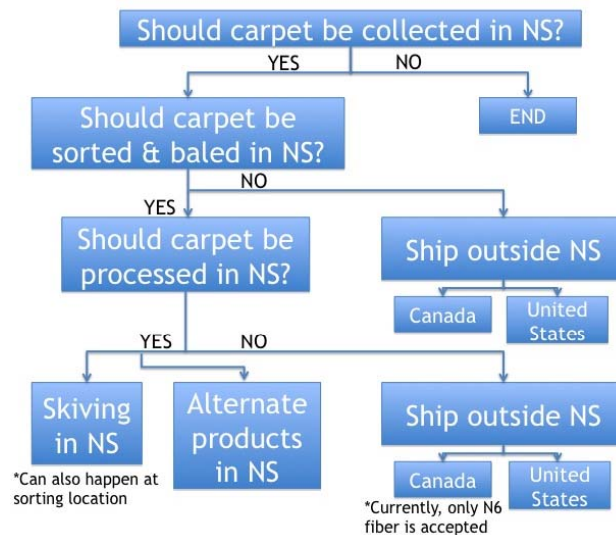 Should carpet be collected in NS?
YES NO
Should carpet be
sorted & baled in NS?
END
NO
YES
Should carpet be
processed in NS?
Ship outside NS
Canada
United
States
YES NO
Skiving
in NS
Alternate
products
in NS
Ship outside NS
*Can also happen at
sorting location
Canada
United
States
*Currently, only N6
fiber is accepted